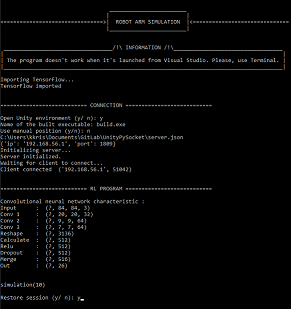 ROBOT ARM SIMULATION
/!\ INFORMATION /!\
The program doesn't work when it's launched from Visual Studio. Please, use Terminal.
Importing Tensorflow...
Tensorflow imported
CONNECTION
Open Unity environment (y/ n): y
Name of the built executable: build.exe
Use manual position (y/n): n
C:\Users\kris\Documents\GitLab\UnityPySocket\server.json
{'ip': '192.168.56.1', 'port': 1809}
Initializing server...
Server initialized.
Waiting for client to connect...
Client connected ('192.168.56.1', 51042)
RL PROGRAM
Convolutional neural network characteristic :
Input : (?, 84, 84, 3)
Conv 1 : (?, 20, 20, 32)
Conv 2 : (?, 9, 9, 64)
Conv 3 : (?, 7, 7, 64)
Reshape : (?, 3136)
Calculate : (?, 512)
Relu : (?, 512)
Dropout : (?, 512)
Merge : (?, 516)
Out : (?, 26)
simulation(10)
Restore session (y/ n): y